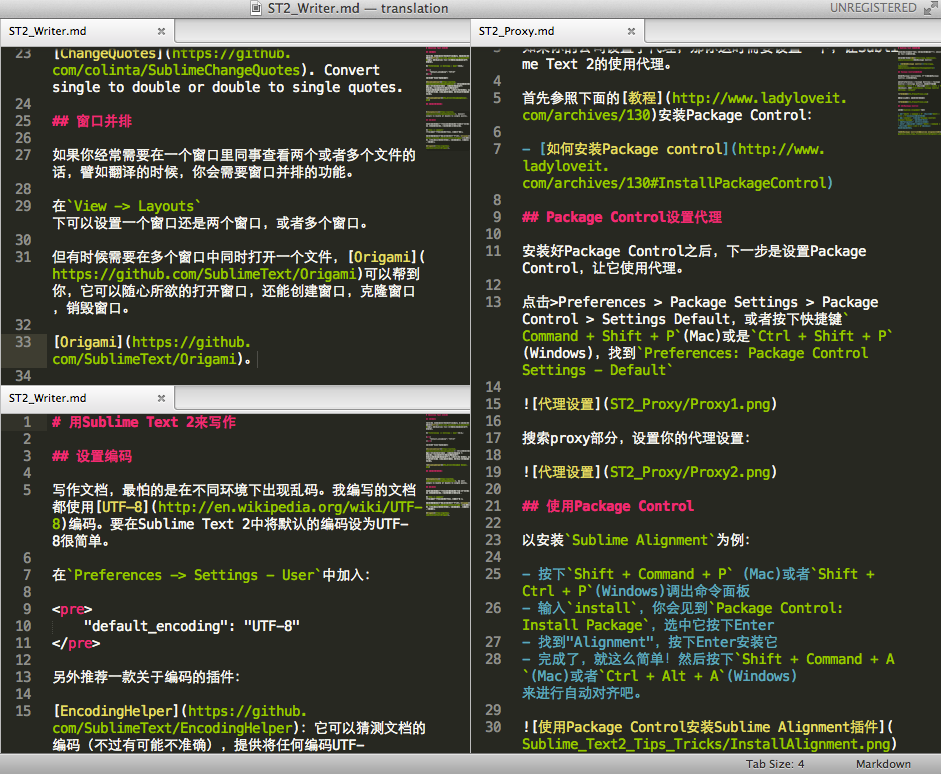 ST2_Writer.md — translation
UNREGISTERED
ST2_Writer.md
23 [ChangeQuotes](https://github.
com/colinta/SublimeChangeQuotes). Convert
single to double or double to single quotes.
24
25 ## 窗口并排
26
27 如果你经常需要在一个窗口里同事查看两个或者多个文件的
话，譬如翻译的时候，你会需要窗口并排的功能。
28
29 在`View -> Layouts`
下可以设置一个窗口还是两个窗口，或者多个窗口。
30
31 但有时候需要在多个窗口中同时打开一个文件，[Origami](
https://github.com/SublimeText/Origami)可以帮到
你，它可以随心所欲的打开窗口，还能创建窗口，克隆窗口
，销毁窗口。
32
33 [Origami](https://github.
com/SublimeText/Origami)。
34
ST2_Writer.md
1 # 用Sublime Text 2来写作
2
3 ## 设置编码
4
5 写作文档，最怕的是在不同环境下出现乱码。我编写的文档
都使用[UTF-8](http://en.wikipedia.org/wiki/UTF-
8)编码。要在Sublime Text 2中将默认的编码设为UTF-
8很简单。
6
7 在`Preferences -> Settings - User`中加入：
8
9 <pre>
10 "default_encoding": "UTF-8"
11 </pre>
12
13 另外推荐一款关于编码的插件：
14
15 [EncodingHelper](https://github.
com/SublimeText/EncodingHelper)：它可以猜测文档的
编码（不过有可能不准确），提供将任何编码UTF-
ST2_Proxy.md
如果你的公司设置了代理，那你这时需要设置一下，让Subli
me Text 2的使用代理。
4
5 首先参照下面的[教程](http://www.ladyloveit.
com/archives/130)安装Package Control：
6
7 - [如何安装Package control](http://www.
ladyloveit.
com/archives/130#InstallPackageControl)
8
9 ## Package Control设置代理
10
11 安装好Package Control之后，下一步是设置Package
Control，让它使用代理。
12
13 点击>Preferences > Package Settings > Package
Control > Settings Default，或者按下快捷键`
Command + Shift + P`(Mac)或是`Ctrl + Shift + P`
(Windows)，找到`Preferences: Package Control
Settings - Default`
14
15 ![代理设置](ST2_Proxy/Proxy1.png)
16
17 搜索proxy部分，设置你的代理设置：
18
19 ![代理设置](ST2_Proxy/Proxy2.png)
20
21 ## 使用Package Control
22
23 以安装`Sublime Alignment`为例：
24
25 - 按下`Shift + Command + P` (Mac)或者`Shift +
Ctrl + P`(Windows)调出命令面板
26 - 输入`install`，你会见到`Package Control:
Install Package`，选中它按下Enter
27 - 找到"Alignment"，按下Enter安装它
28 - 完成了，就这么简单！然后按下`Shift + Command + A
`(Mac)或者`Ctrl + Alt + A`(Windows)
来进行自动对齐吧。
29
30 ![使用Package Control安装Sublime Alignment插件](
Sublime_Text2_Tips_Tricks/InstallAlignment.png)
Tab Size: 4
Markdown